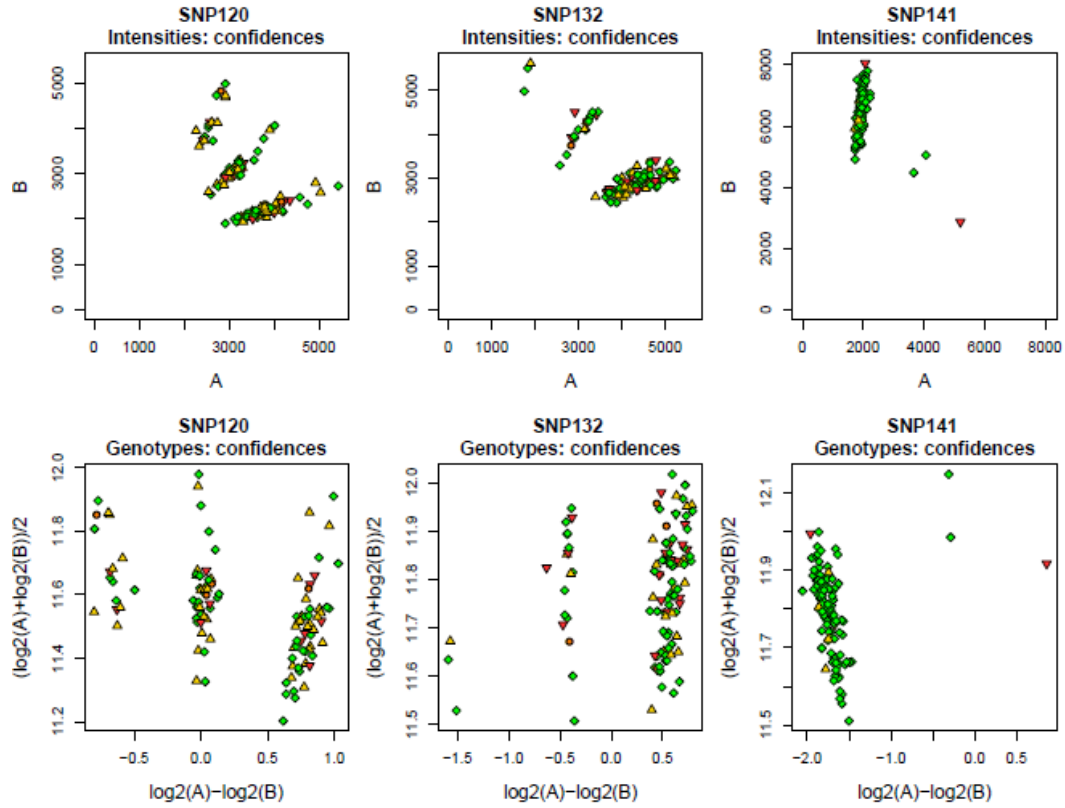 SNP120
Intensities: confidences
B
5000
3000
1000
0
0
1000
3000
5000
A
SNP132
Intensities: confidences
B
5000
3000
1000
0
0
1000
3000
5000
A
SNP141
Intensities: confidences
B
8000
6000
4000
2000
0
0
2000
4000
6000
8000
A
SNP120
Genotypes: confidences
(log2(A)+log2(B))/2
12.0
11.8
11.6
11.4
11.2
−0.5
0.0
0.5
1.0
log2(A)−log2(B)
SNP132
Genotypes: confidences
(log2(A)+log2(B))/2
12.0
11.9
11.8
11.7
11.6
11.5
−1.5
−1.0
−0.5
0.0
0.5
log2(A)−log2(B)
SNP141
Genotypes: confidences
(log2(A)+log2(B))/2
12.1
11.9
11.7
11.5
−2.0
−1.0
0.0
0.5
1.0
log2(A)−log2(B)